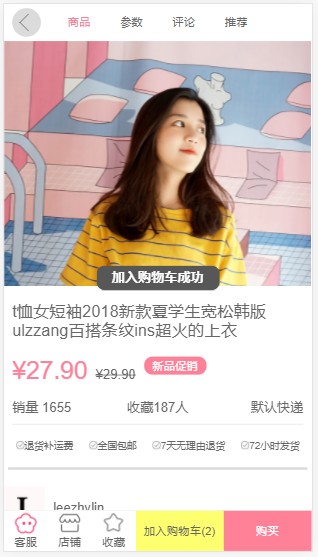 商品 参数 评论 推荐
加入购物车成功
t恤女短袖2018新款夏学生宽松韩版
ulzzang百搭条纹ins超火的上衣
¥27.90 ¥29.90 新品促销
销量 1655 收藏187人 默认快递
退货补运费 全国包邮 7天无理由退货 72小时发货
leezhylin
客服 店铺 收藏 加入购物车(2) 购买